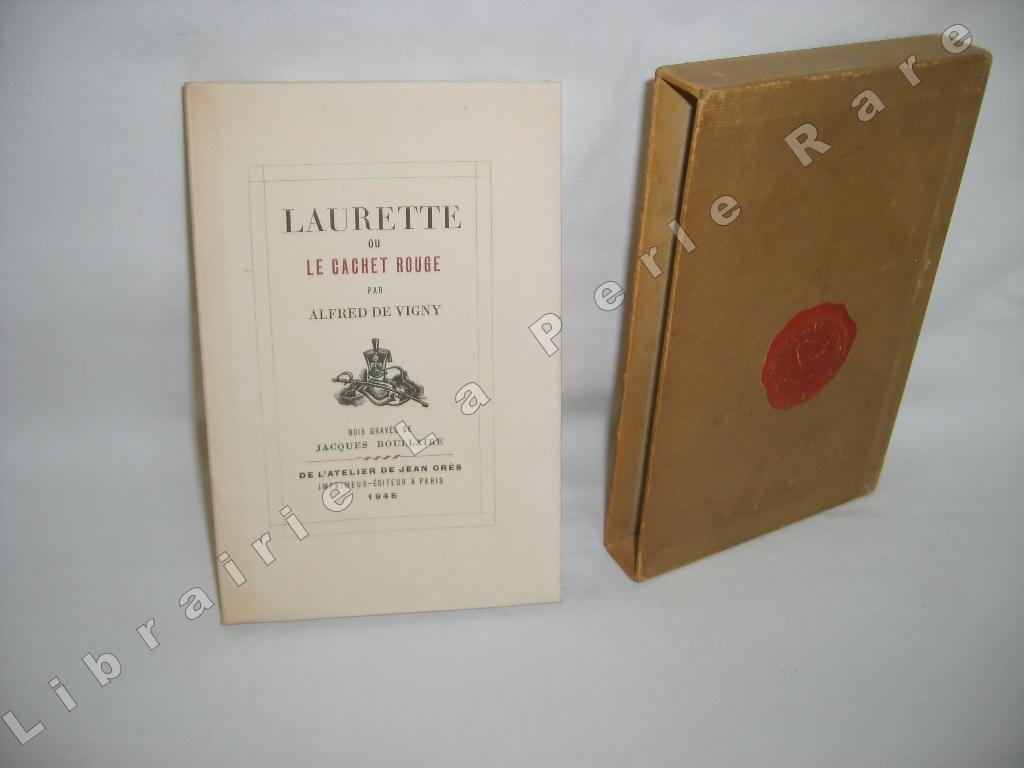 LAURETTE
OU
LE CACHET ROUGE
PAR
ALFRED DE VIGNY
BOIS GRAVÉS DE
JACQUES BOULLAIRE
DE L'ATELIER DE JEAN CRÈS
IMPRIMEUR-ÉDITEUR A PARIS
1945
Librairie La Perle Rare